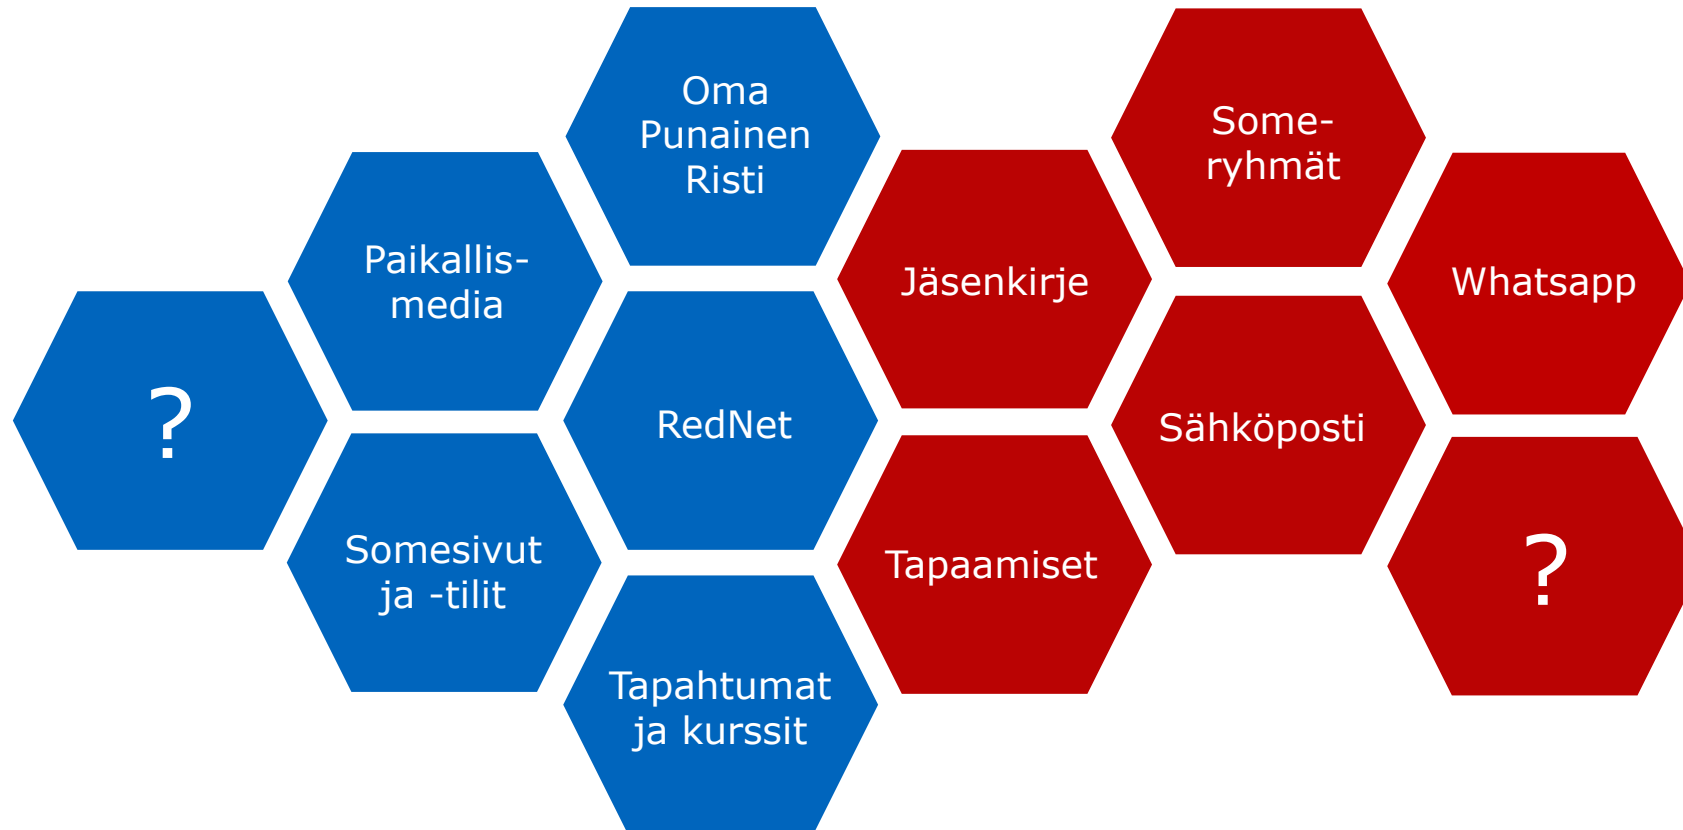 Oma
Punainen
Risti
Some-
ryhmät
Paikallis-
media
Jäsenkirje
Whatsapp
?
RedNet
Sähköposti
Somesivut
ja -tilit
Tapaamiset
?
Tapahtumat
ja kurssit